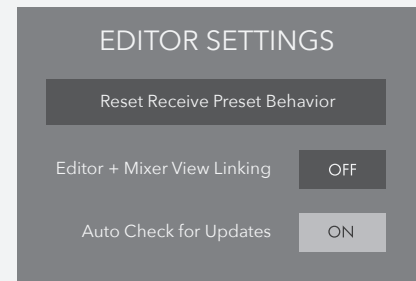 EDITOR SETTINGS
Reset Receive Preset Behavior
Editor + Mixer View Linking OFF
Auto Check for Updates ON